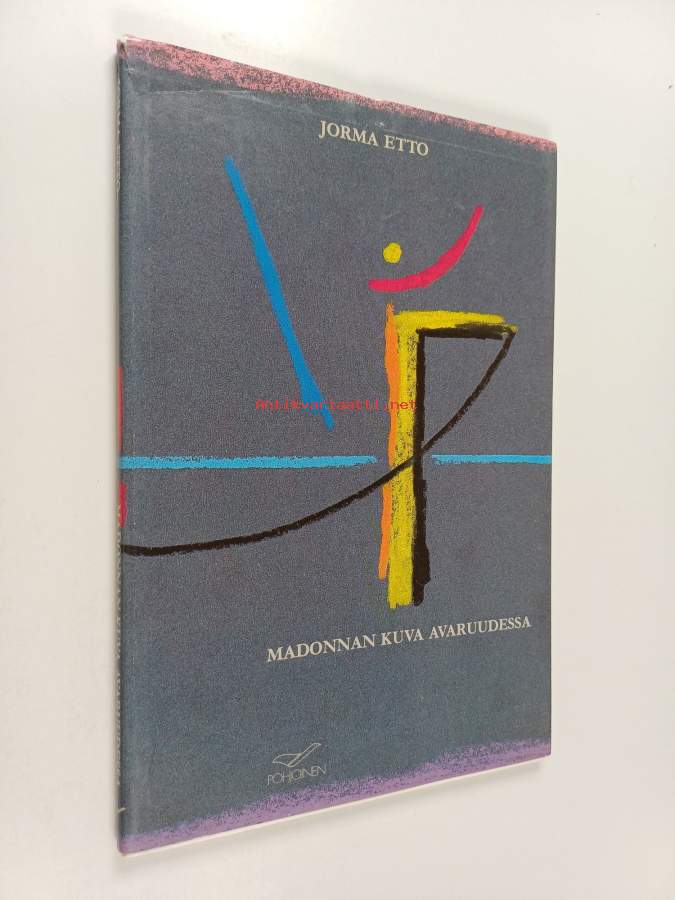 JORMA ETTO
Antikvariaatti.net
MADONNAN KUVA AVARUUDESSA
POHJOINEN